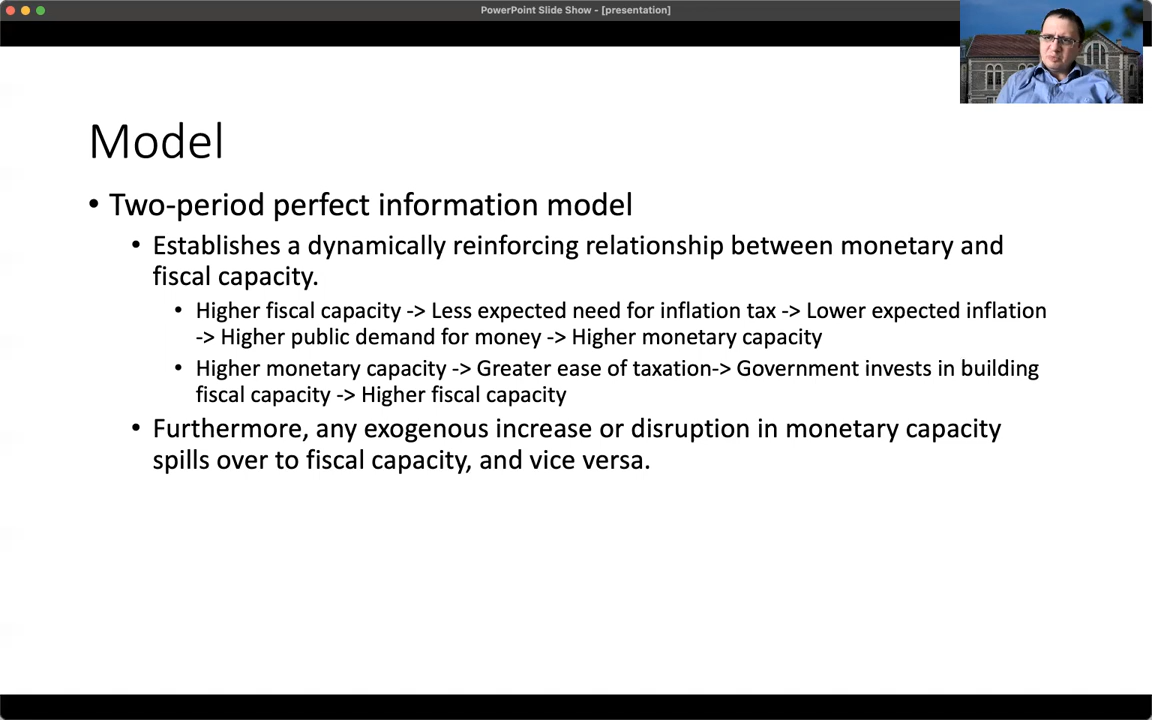 PowerPoint Slide Show - [presentation]
Model
• Two-period perfect information model
• Establishes a dynamically reinforcing relationship between monetary and
fiscal capacity.
• Higher fiscal capacity -> Less expected need for inflation tax -> Lower expected inflation
-> Higher public demand for money -> Higher monetary capacity
• Higher monetary capacity -> Greater ease of taxation-> Government invests in building
fiscal capacity -> Higher fiscal capacity
• Furthermore, any exogenous increase or disruption in monetary capacity
spills over to fiscal capacity, and vice versa.